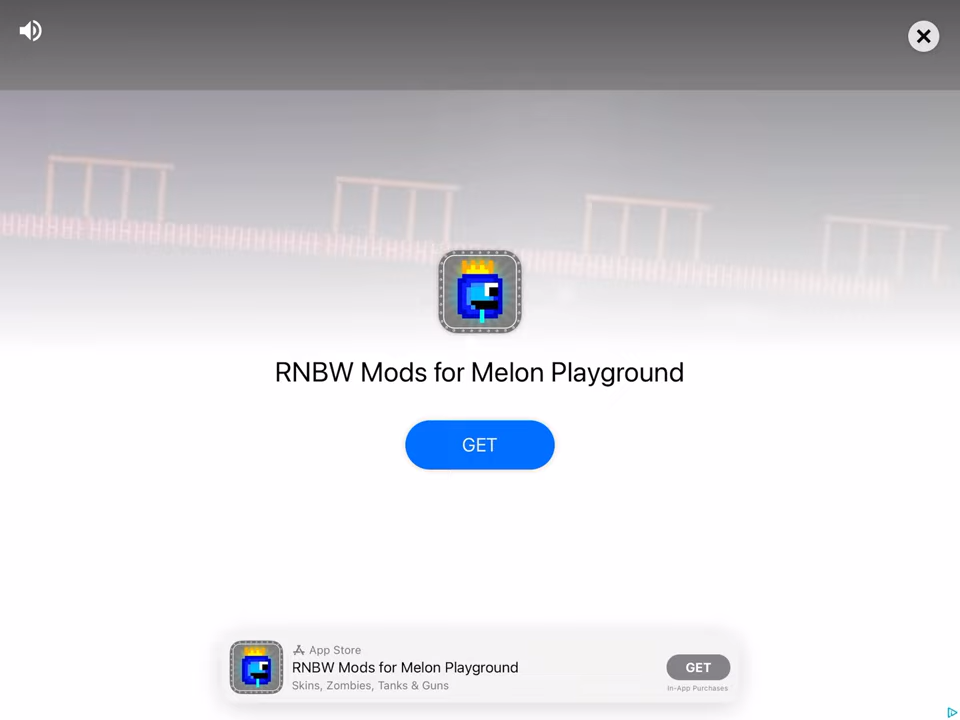 RNBW Mods for Melon Playground
GET
App Store
RNBW Mods for Melon Playground
Skins, Zombies, Tanks & Guns
GET
In-App Purchases